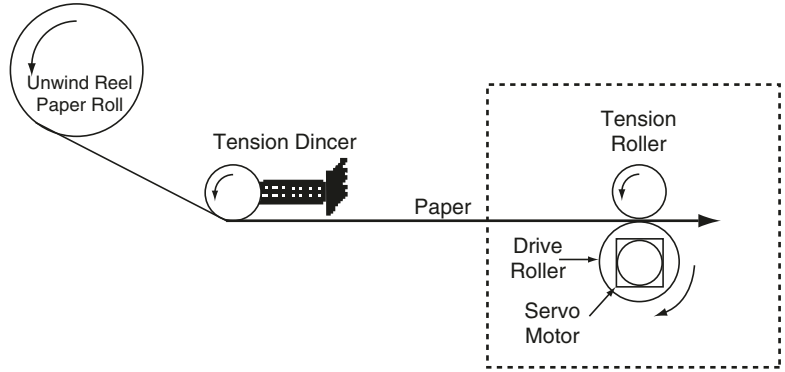 Unwind Reel
Paper Roll
Tension Dincer
Paper
Tension
Roller
Drive
Roller
Servo
Motor